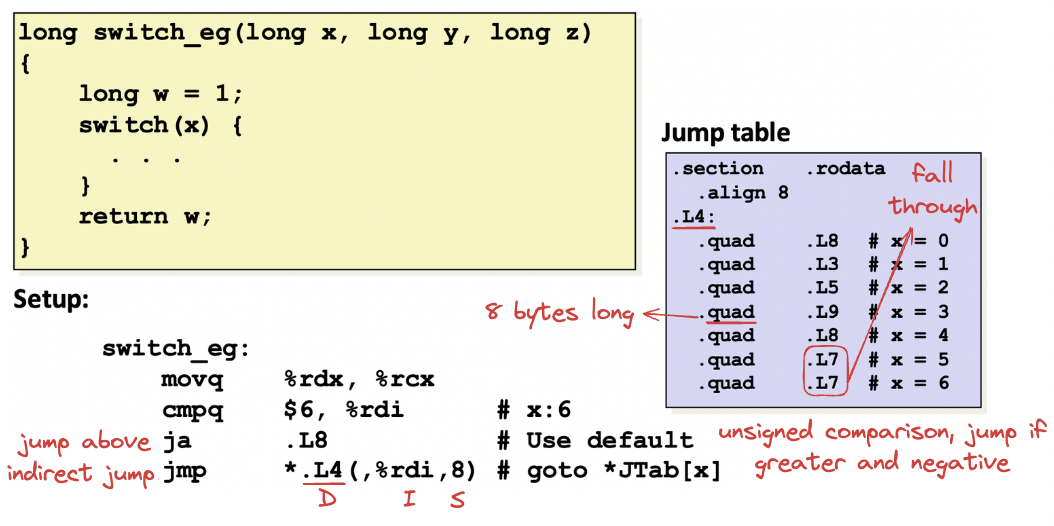 long switch_eg(long x, long y, long z)
{
long w = 1;
switch(x) {
. . .
}
return w;
}
Jump table
.section .rodata
.align 8
.L4:
.quad .L8 # x = 0
.quad .L3 # x = 1
.quad .L5 # x = 2
.quad .L9 # x = 3
.quad .L8 # x = 4
.quad .L7 # x = 5
.quad .L7 # x = 6
fall
through
8 bytes long
Setup:
switch_eg:
movq %rdx, %rcx
cmpq $6, %rdi # x:6
jump above ja .L8 # Use default
indirect jump jmp *.L4(,%rdi,8) # goto *JTab[x]
D I S
unsigned comparison, jump if
greater and negative